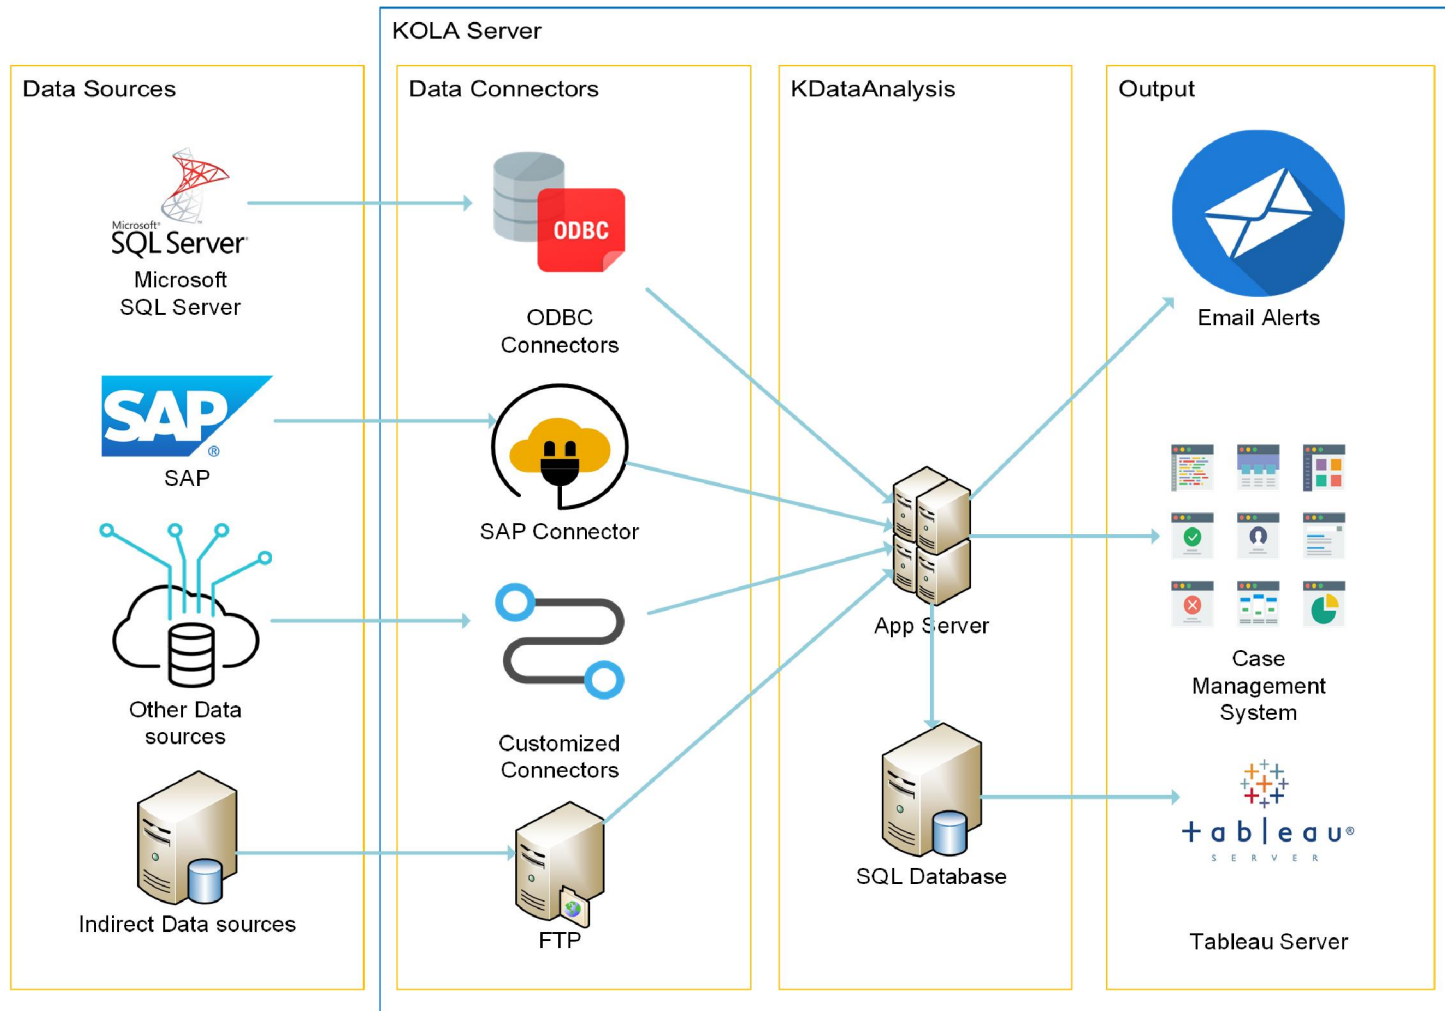 KOLA Server
Data Sources
Microsoft®
SQL Server®
Microsoft
SQL Server
SAP®
SAP
Other Data
sources
Indirect Data sources
Data Connectors
ODBC
ODBC
Connectors
SAP Connector
Customized
Connectors
FTP
KDataAnalysis
App Server
SQL Database
Output
Email Alerts
Case
Management
System
tableau®
SERVER
Tableau Server